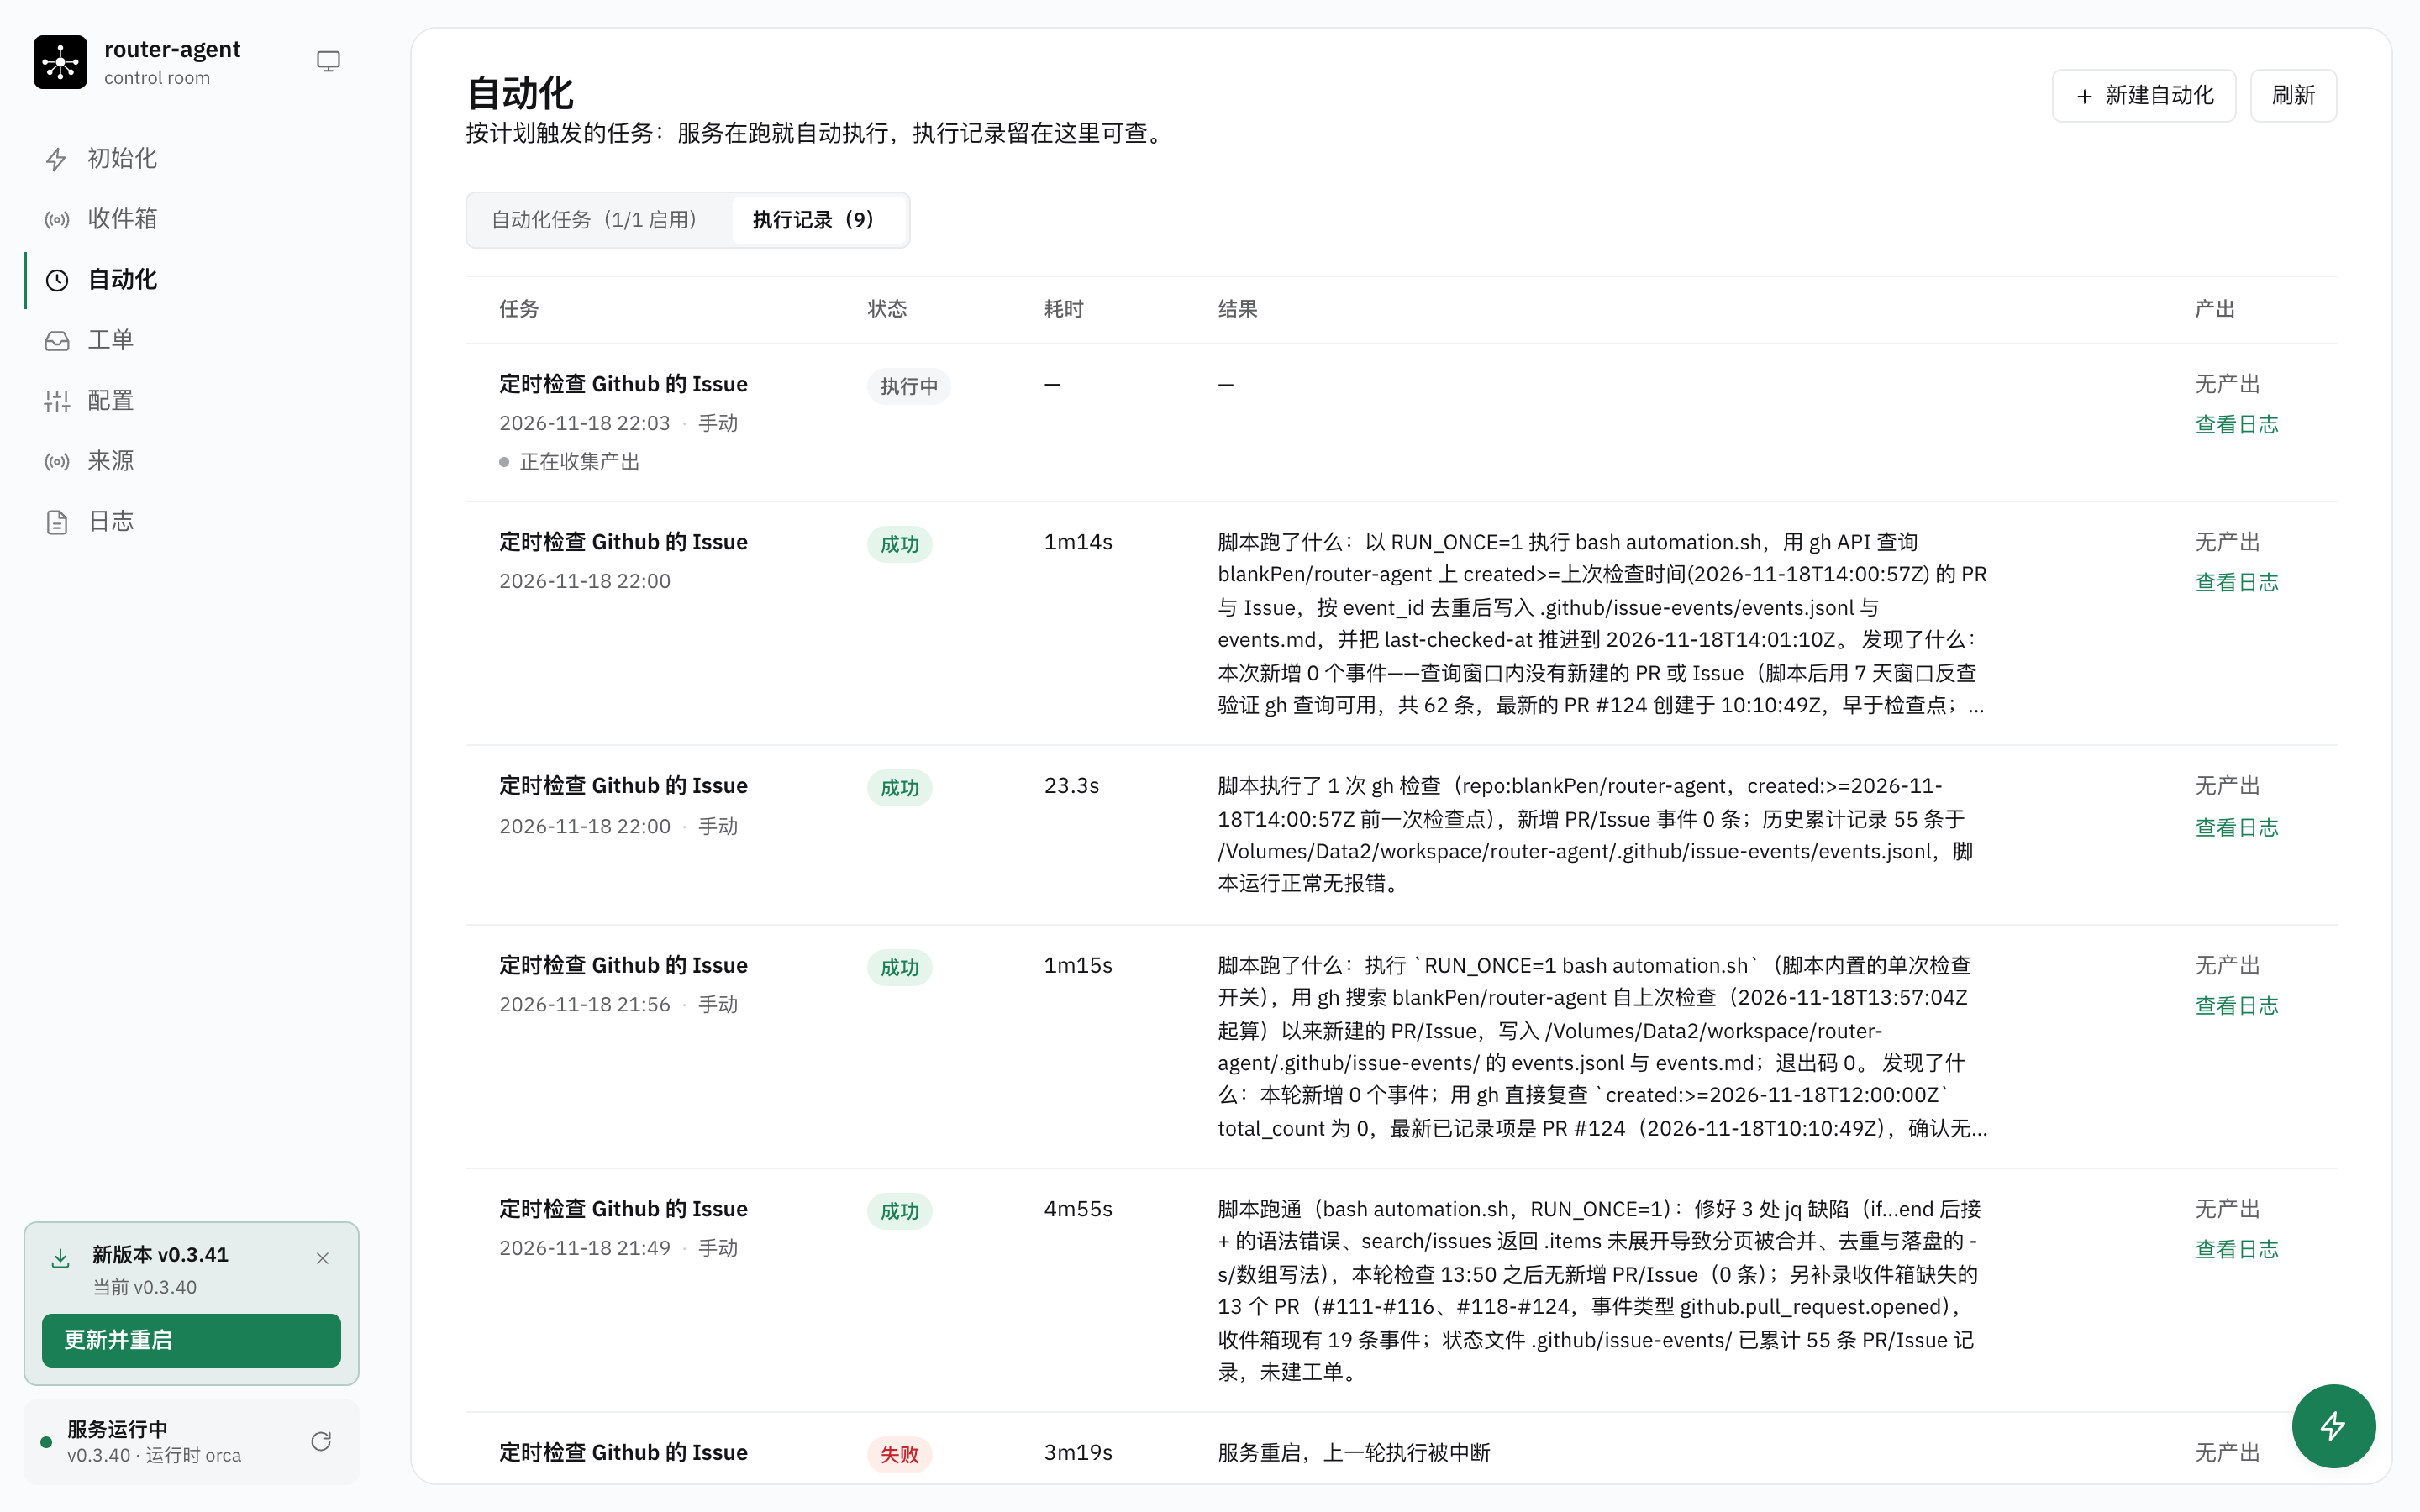 router-agent
control room
初始化
收件箱
自动化
工单
配置
来源
日志
新版本 v0.3.41
当前 v0.3.40
更新并重启
服务运行中
v0.3.40 · 运行时 orca
自动化
按计划触发的任务：服务在跑就自动执行，执行记录留在这里可查。
+ 新建自动化
刷新
自动化任务（1/1 启用）
执行记录（9）
任务 状态 耗时 结果 产出
定时检查 Github 的 Issue
2026-11-18 22:03 · 手动
正在收集产出
执行中
—
—
无产出
查看日志
定时检查 Github 的 Issue
2026-11-18 22:00
成功
1m14s
脚本跑了什么：以 RUN_ONCE=1 执行 bash automation.sh，用 gh API 查询
blankPen/router-agent 上 created>=上次检查时间(2026-11-18T14:00:57Z) 的 PR
与 Issue，按 event_id 去重后写入 .github/issue-events/events.jsonl 与
events.md，并把 last-checked-at 推进到 2026-11-18T14:01:10Z。 发现了什么：
本次新增 0 个事件——查询窗口内没有新建的 PR 或 Issue（脚本后用 7 天窗口反查
验证 gh 查询可用，共 62 条，最新的 PR #124 创建于 10:10:49Z，早于检查点；...
无产出
查看日志
定时检查 Github 的 Issue
2026-11-18 22:00 · 手动
成功
23.3s
脚本执行了 1 次 gh 检查（repo:blankPen/router-agent，created:>=2026-11-
18T14:00:57Z 前一次检查点），新增 PR/Issue 事件 0 条；历史累计记录 55 条于
/Volumes/Data2/workspace/router-agent/.github/issue-events/events.jsonl，脚
本运行正常无报错。
无产出
查看日志
定时检查 Github 的 Issue
2026-11-18 21:56 · 手动
成功
1m15s
脚本跑了什么：执行 `RUN_ONCE=1 bash automation.sh`（脚本内置的单次检查
开关），用 gh 搜索 blankPen/router-agent 自上次检查（2026-11-18T13:57:04Z
起算）以来新建的 PR/Issue，写入 /Volumes/Data2/workspace/router-
agent/.github/issue-events/ 的 events.jsonl 与 events.md；退出码 0。 发现了什
么：本轮新增 0 个事件；用 gh 直接复查 `created:>=2026-11-18T12:00:00Z`
total_count 为 0，最新已记录项是 PR #124（2026-11-18T10:10:49Z），确认无...
无产出
查看日志
定时检查 Github 的 Issue
2026-11-18 21:49 · 手动
成功
4m55s
脚本跑通（bash automation.sh，RUN_ONCE=1）：修好 3 处 jq 缺陷（if...end 后接
+ 的语法错误、search/issues 返回 .items 未展开导致分页被合并、去重与落盘的 -
s/数组写法），本轮检查 13:50 之后无新增 PR/Issue（0 条）；另补录收件箱缺失的
13 个 PR（#111-#116、#118-#124，事件类型 github.pull_request.opened），
收件箱现有 19 条事件；状态文件 .github/issue-events/ 已累计 55 条 PR/Issue 记
录，未建工单。
无产出
查看日志
定时检查 Github 的 Issue
失败
3m19s
服务重启，上一轮执行被中断
无产出